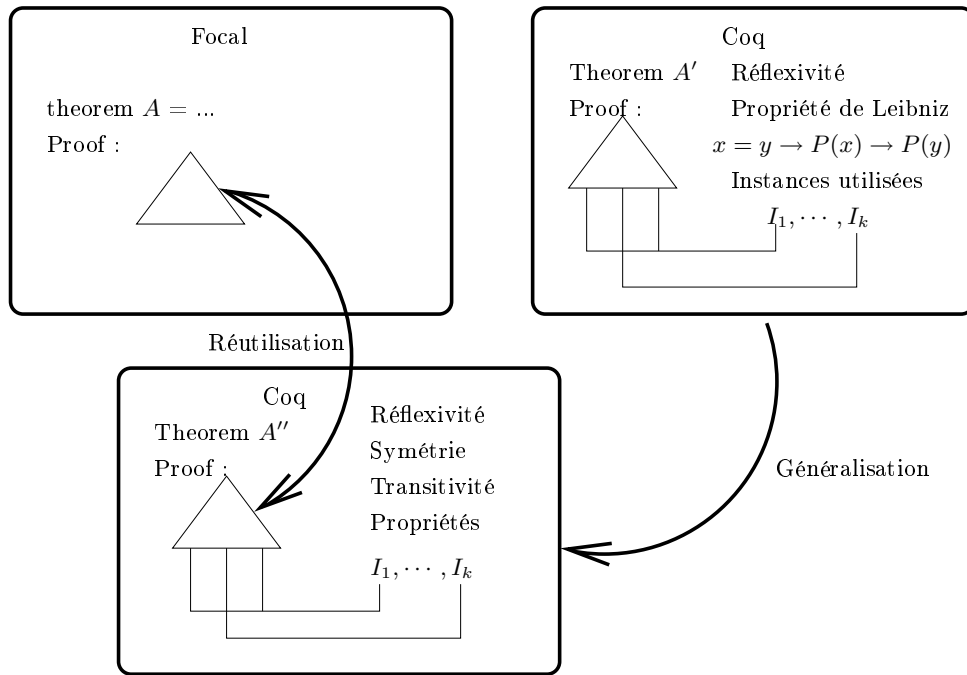 Focal
theorem A = ...
Proof :
Coq
Theorem A′
Proof :
Réflexivité
Propriété de Leibniz
x = y → P(x) → P(y)
Instances utilisées
I₁, ⋯ , Iₖ
Réutilisation
Généralisation
Coq
Theorem A′′
Proof :
Réflexivité
Symétrie
Transitivité
Propriétés
I₁, ⋯ , Iₖ